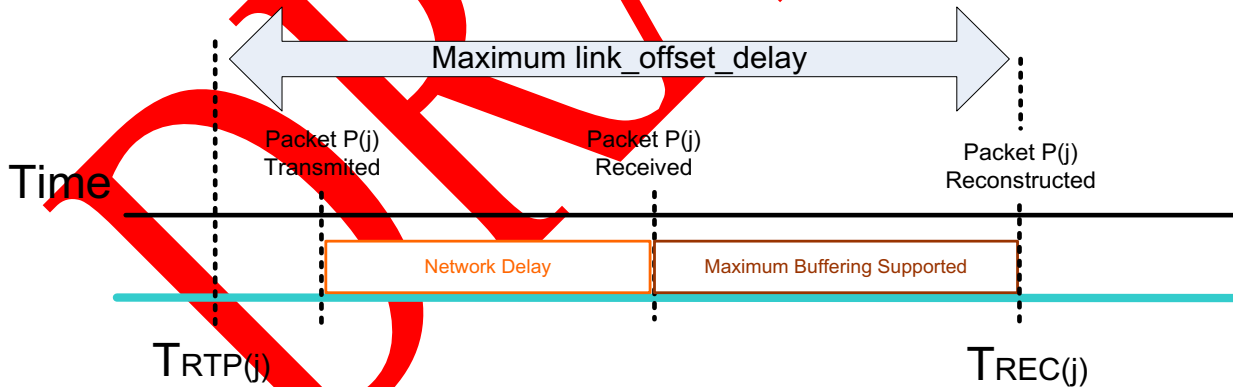 Maximum link_offset_delay
Packet P(j)
Transmited
Packet P(j)
Received
Packet P(j)
Reconstructed
Time
Network Delay
Maximum Buffering Supported
TRTP(j)
TREC(j)